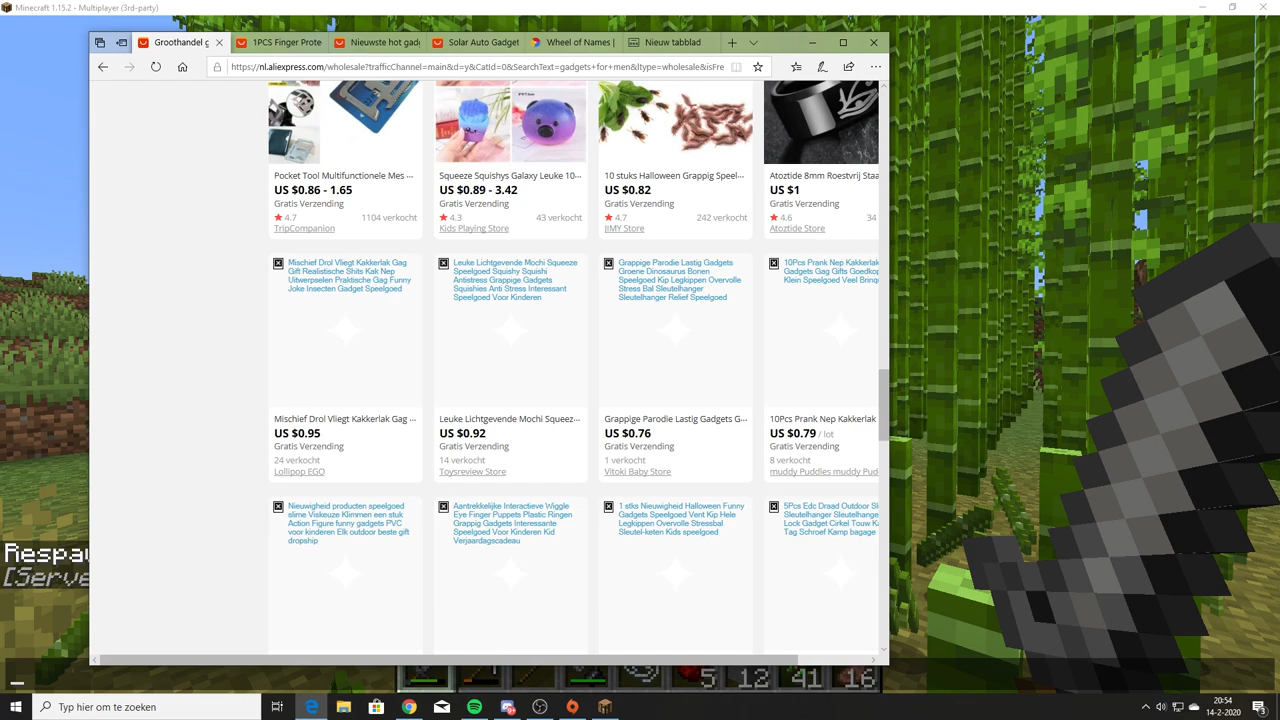 Minecraft 1.15.2 - Multiplayer (3rd-party)
Groothandel g
1PCS Finger Prote
Nieuwste hot gadg
Solar Auto Gadget
Wheel of Names |
Nieuw tabblad
https://nl.aliexpress.com/wholesale?trafficChannel=main&d=y&CatId=0&SearchText=gadgets+for+men&ltype=wholesale&isFre
Pocket Tool Multifunctionele Mes ...
US $0.86 - 1.65
Gratis Verzending
4.7 1104 verkocht
TripCompanion
Squeeze Squishys Galaxy Leuke 10...
US $0.89 - 3.42
Gratis Verzending
4.3 43 verkocht
Kids Playing Store
10 stuks Halloween Grappig Speel...
US $0.82
Gratis Verzending
4.7 242 verkocht
JIMY Store
Atoztide 8mm Roestvrij Staa
US $1
Gratis Verzending
4.6 34
Atoztide Store
Mischief Drol Vliegt Kakkerlak Gag
Gift Realistische Shits Kak Nep
Uitwerpselen Praktische Gag Funny
Joke Insecten Gadget Speelgoed
Mischief Drol Vliegt Kakkerlak Gag ...
US $0.95
Gratis Verzending
24 verkocht
Lollipop EGO
Leuke Lichtgevende Mochi Squeeze
Speelgoed Squishy Squishi
Antistress Grappige Gadgets
Squishies Anti Stress Interessant
Speelgoed Voor Kinderen
Leuke Lichtgevende Mochi Squeez...
US $0.92
Gratis Verzending
14 verkocht
Toysreview Store
Grappige Parodie Lastig Gadgets
Groene Dinosaurus Bonen
Speelgoed Kip Legkippen Overvolle
Stress Bal Sleutelhanger
Sleutelhanger Relief Speelgoed
Grappige Parodie Lastig Gadgets G...
US $0.76
Gratis Verzending
1 verkocht
Vitoki Baby Store
10Pcs Prank Nep Kakkerlak
Gadgets Gag Gifts Goedkop
Klein Speelgoed Veel Bringu
10Pcs Prank Nep Kakkerlak
US $0.79 / lot
Gratis Verzending
8 verkocht
muddy Puddles muddy Pud
Nieuwigheid producten speelgoed
slime Viskeuze Klimmen een stuk
Action Figure funny gadgets PVC
voor kinderen Elk outdoor beste gift
dropship
Aantrekkelijke Interactieve Wiggle
Eye Finger Puppets Plastic Ringen
Grappig Gadgets Interessante
Speelgoed Voor Kinderen Kid
Verjaardagscadeau
1 stks Nieuwigheid Halloween Funny
Gadgets Speelgoed Vent Kip Hele
Legkippen Overvolle Stressbal
Sleutel-keten Kids speelgoed
5Pcs Edc Draad Outdoor Sl
Sleutelhanger Sleutelhange
Lock Gadget Cirkel Touw Ka
Tag Schroef Kamp bagage
Respaw
[Serve
5 12 41 16
Typ hier om te zoeken
20:54
14-2-2020
3